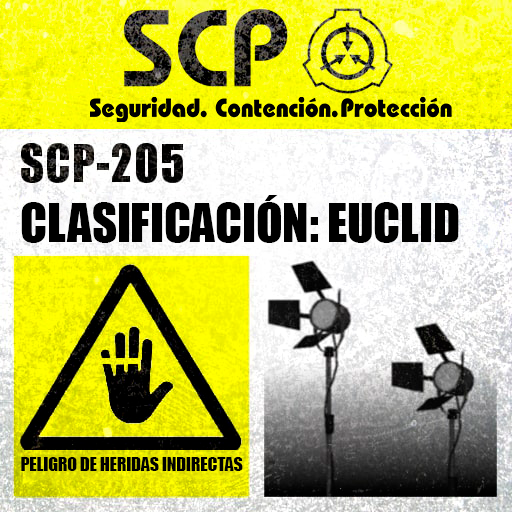 SCP
Seguridad. Contención. Protección
SCP-205
CLASIFICACIÓN: EUCLID
PELIGRO DE HERIDAS INDIRECTAS